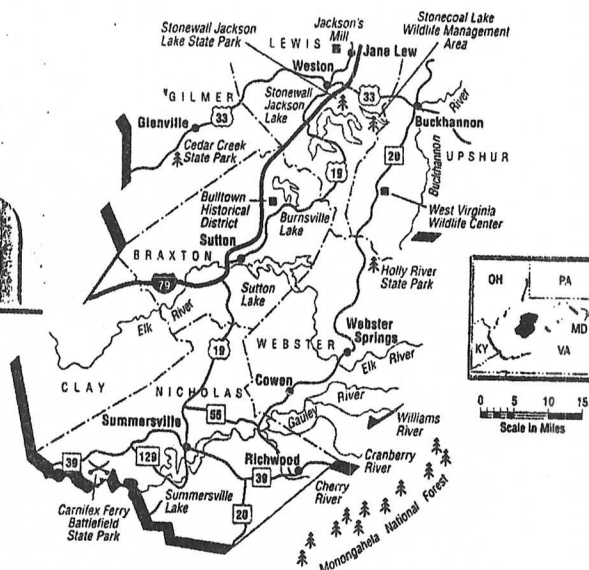 Stonewall Jackson
Lake State Park
Jackson's
Mill
Stonecoal Lake
Wildlife Management
Area
LEWIS
Jane Lew
Weston
GILMER
Stonewall
Jackson
Lake
33
33
Glenville
Buckhannon
River
Cedar Creek
State Park
20
UPSHUR
Buckhannon
19
Bulltown
Historical
District
Burnsville
Lake
West Virginia
Wildlife Center
Sutton
BRAXTON
79
Sutton
Lake
Holly River
State Park
Elk
River
OH
PA
MD
KY
VA
0 5 10 15
Scale in Miles
19
WEBSTER
Webster
Springs
Elk River
CLAY
NICHOLAS
Cowen
55
Gauley
River
Williams
River
Summersville
39
129
Richwood
39
Cranberry
River
Cherry
River
Summersville
Lake
20
Carnifex Ferry
Battlefield
State Park
Monongahela National Forest